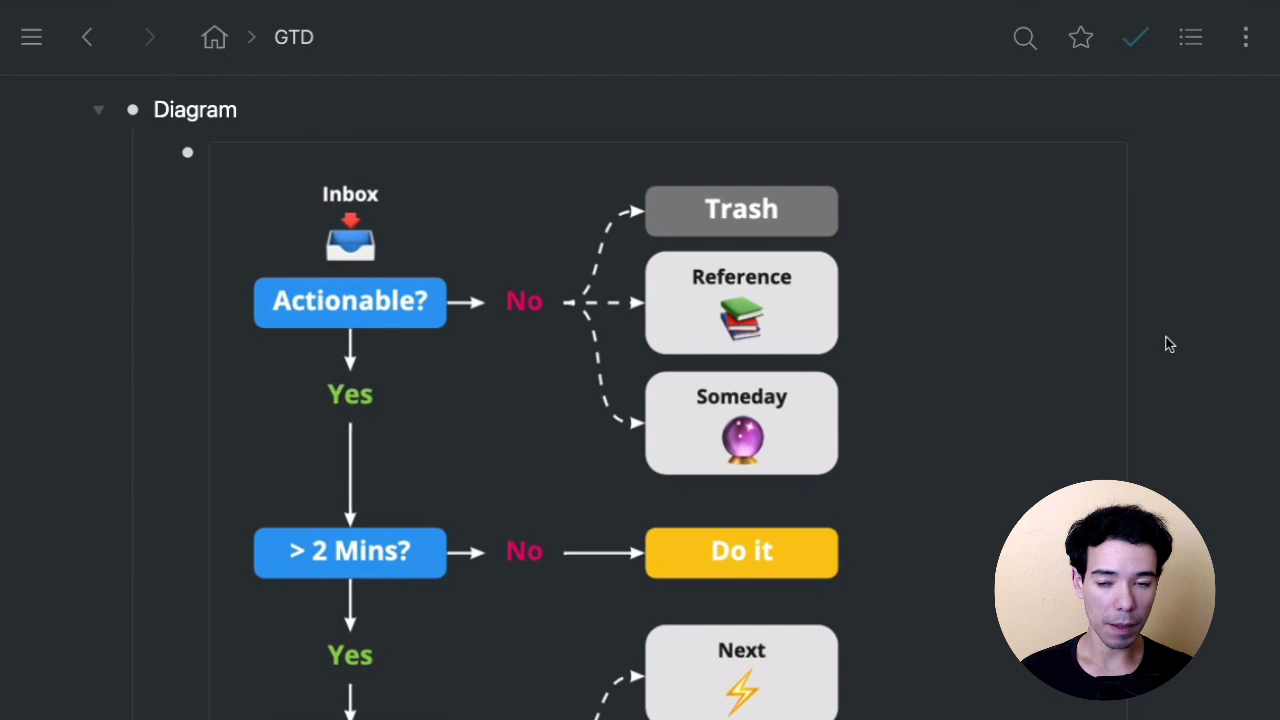 GTD
Diagram
Inbox
Trash
Reference
Actionable?
No
Someday
Yes
> 2 Mins?
No
Do it
Next
Yes